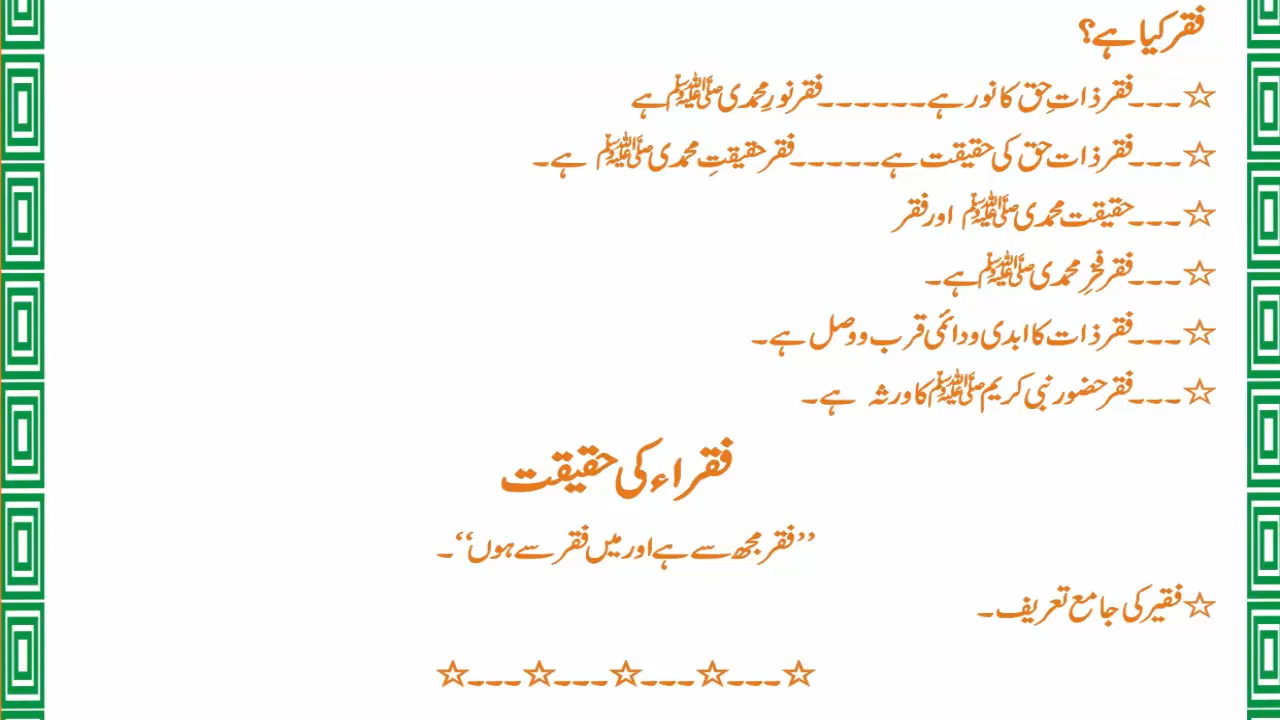 فقر کیا ہے؟
☆۔۔۔فقر ذاتِ حق کا نور ہے۔۔۔۔۔۔فقر نورِ محمدی ﷺ ہے
☆۔۔۔فقر ذات حق کی حقیقت ہے۔۔۔۔۔فقر حقیقتِ محمدی ﷺ ہے۔
☆۔۔۔حقیقت محمدی ﷺ اور فقر
☆۔۔۔فقر فخرِ محمدی ﷺ ہے۔
☆۔۔۔فقر ذات کا ابدی و دائمی قرب و وصل ہے۔
☆۔۔۔فقر حضور نبی کریم ﷺ کا ورثہ ہے۔
فقراء کی حقیقت
’’فقر مجھ سے ہے اور میں فقر سے ہوں‘‘۔
☆فقیر کی جامع تعریف۔
☆۔۔۔☆۔۔۔☆۔۔۔☆۔۔۔☆